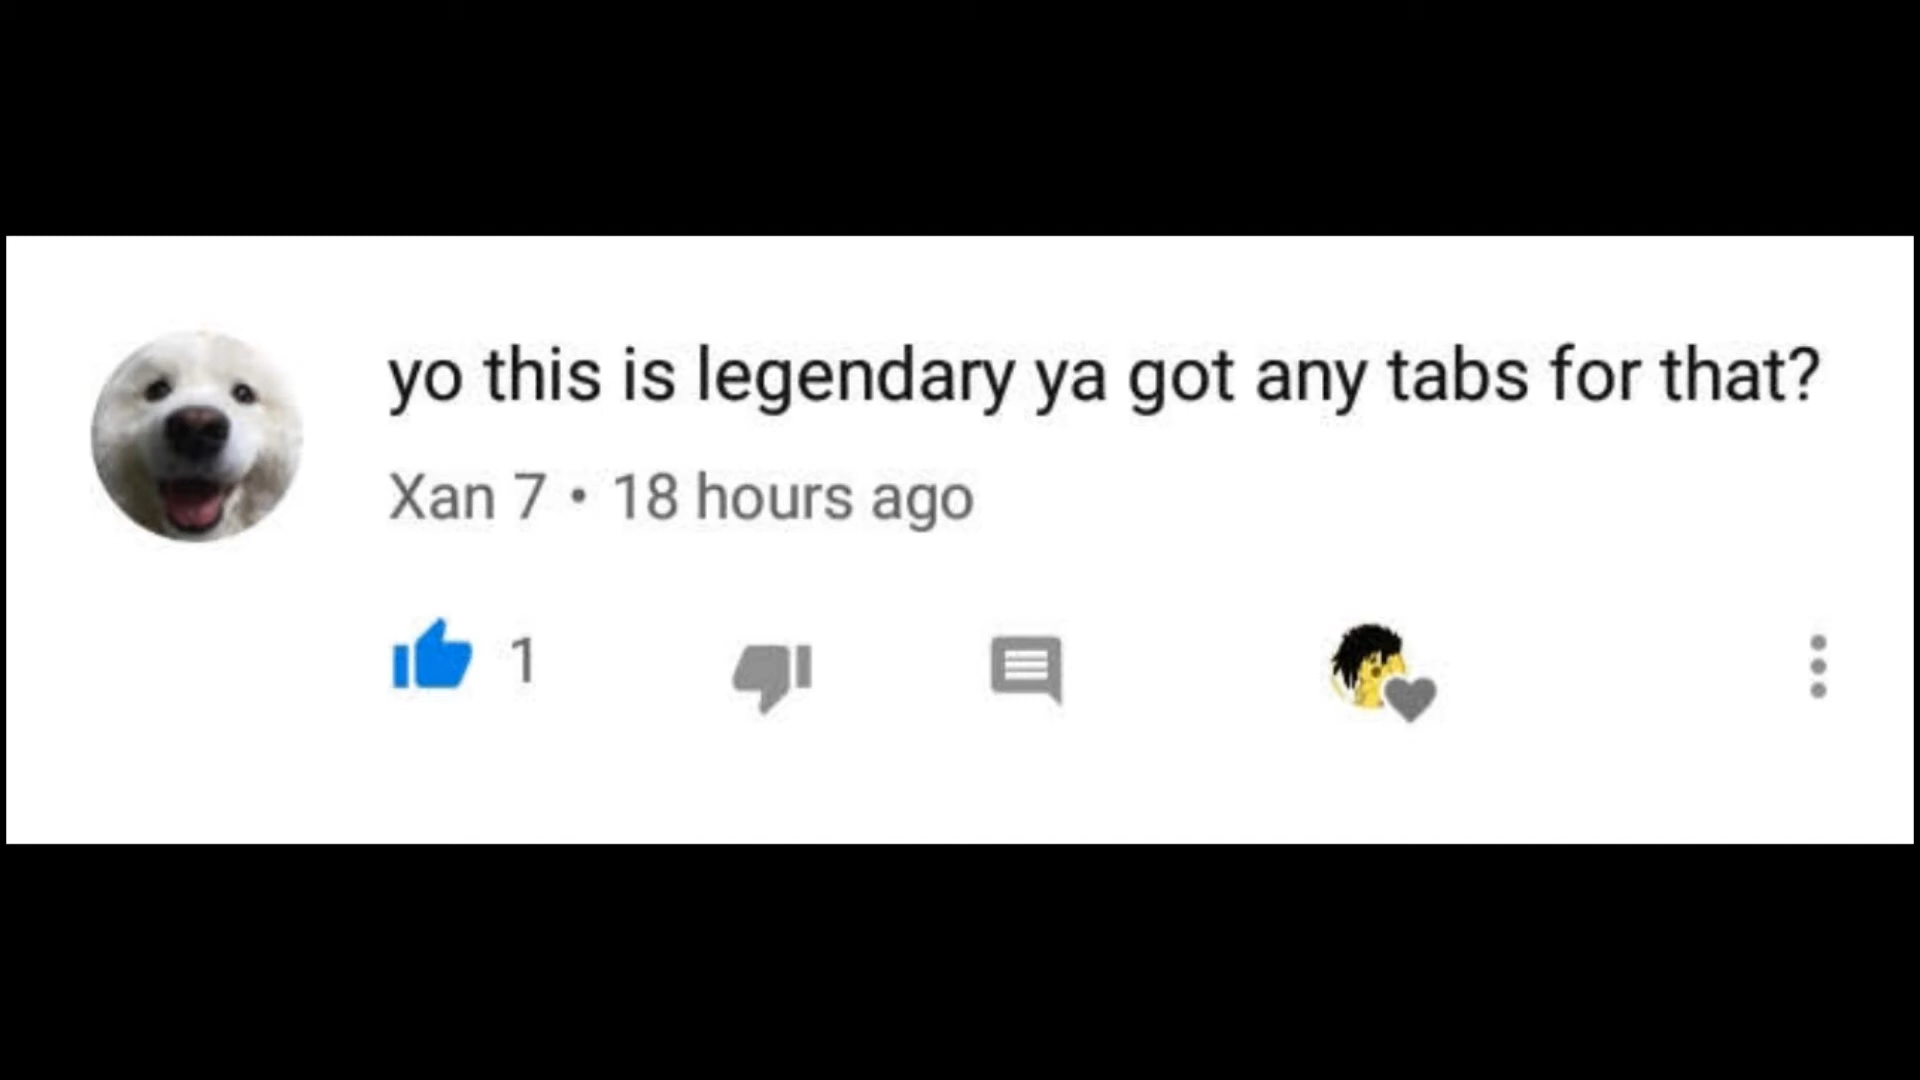 yo this is legendary ya got any tabs for that?
Xan 7 • 18 hours ago
1